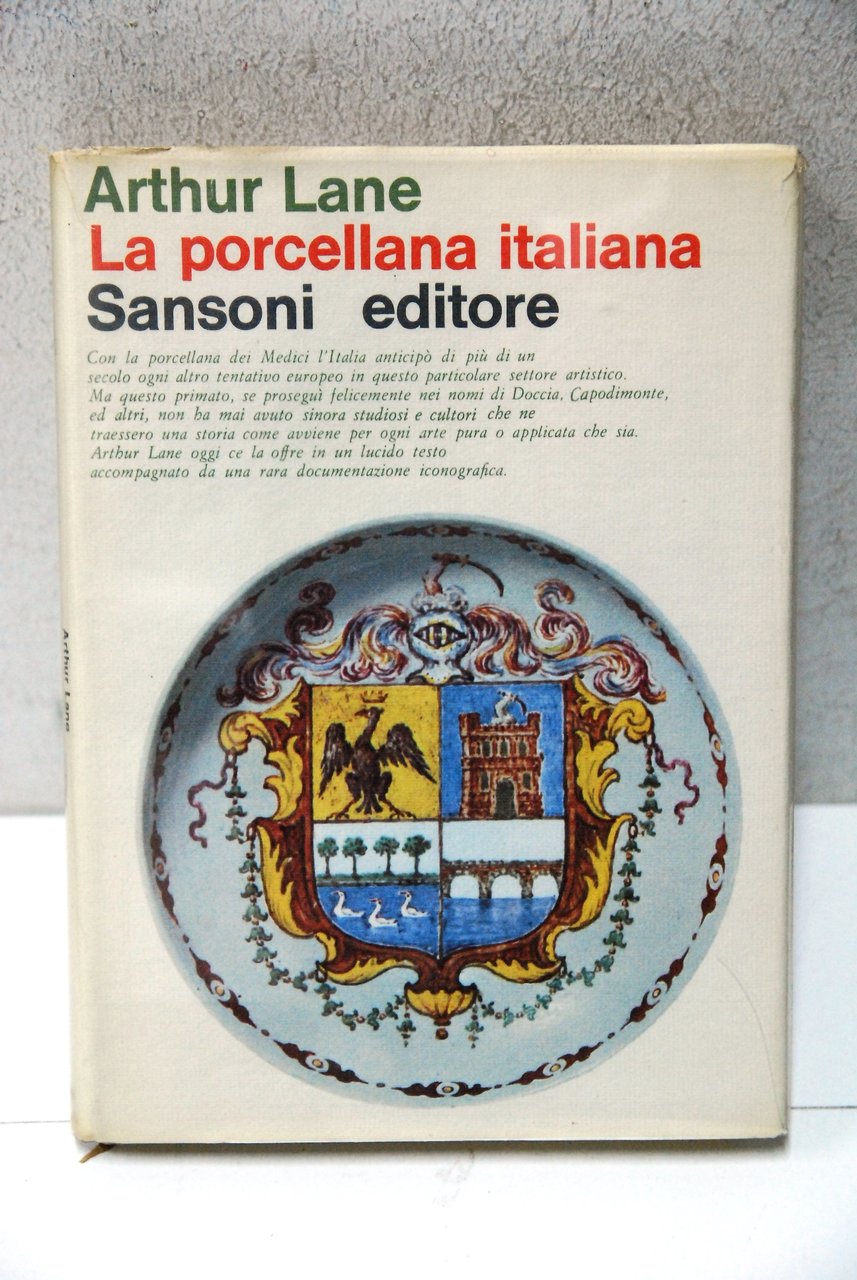 Arthur Lane
La porcellana italiana
Sansoni editore
Con la porcellana dei Medici l'Italia anticipò di più di un
secolo ogni altro tentativo europeo in questo particolare settore artistico.
Ma questo primato, se proseguì felicemente nei nomi di Doccia, Capodimonte,
ed altri, non ha mai avuto sinora studiosi e cultori che ne
traessero una storia come avviene per ogni arte pura o applicata che sia.
Arthur Lane oggi ce la offre in un lucido testo
accompagnato da una rara documentazione iconografica.
Arthur Lane